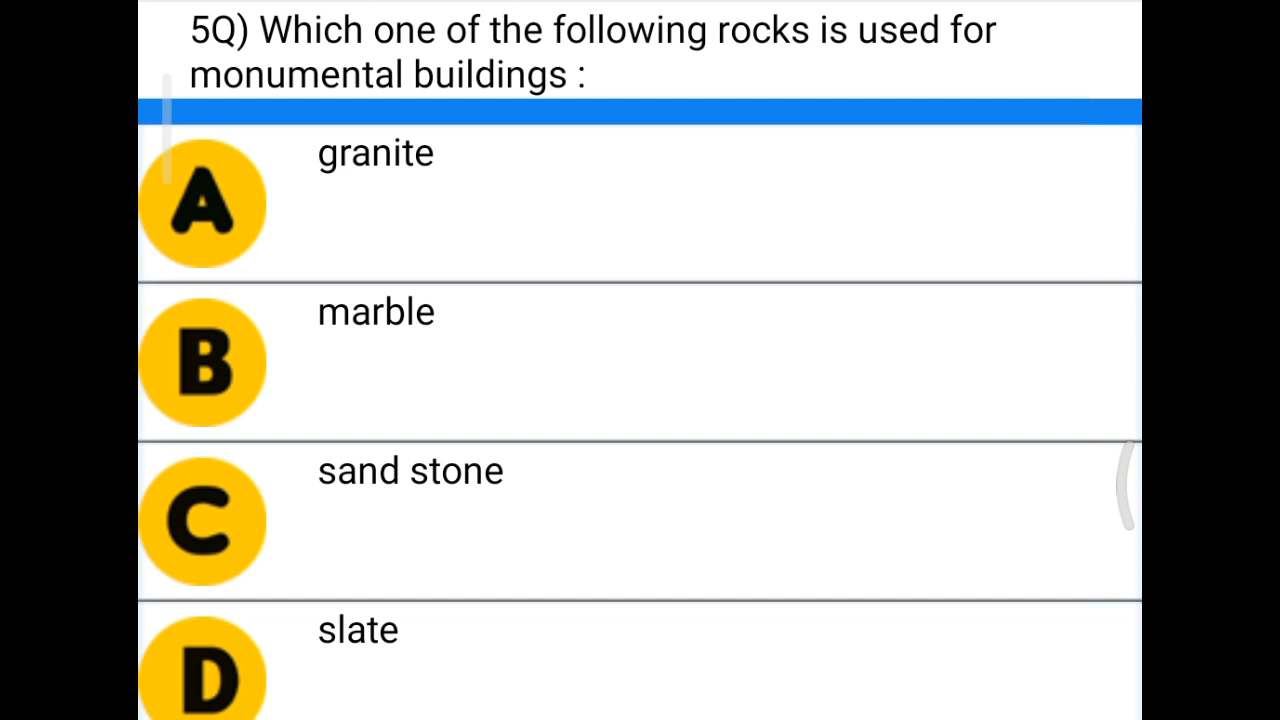 5Q) Which one of the following rocks is used for
monumental buildings :
A granite
B marble
C sand stone
D slate